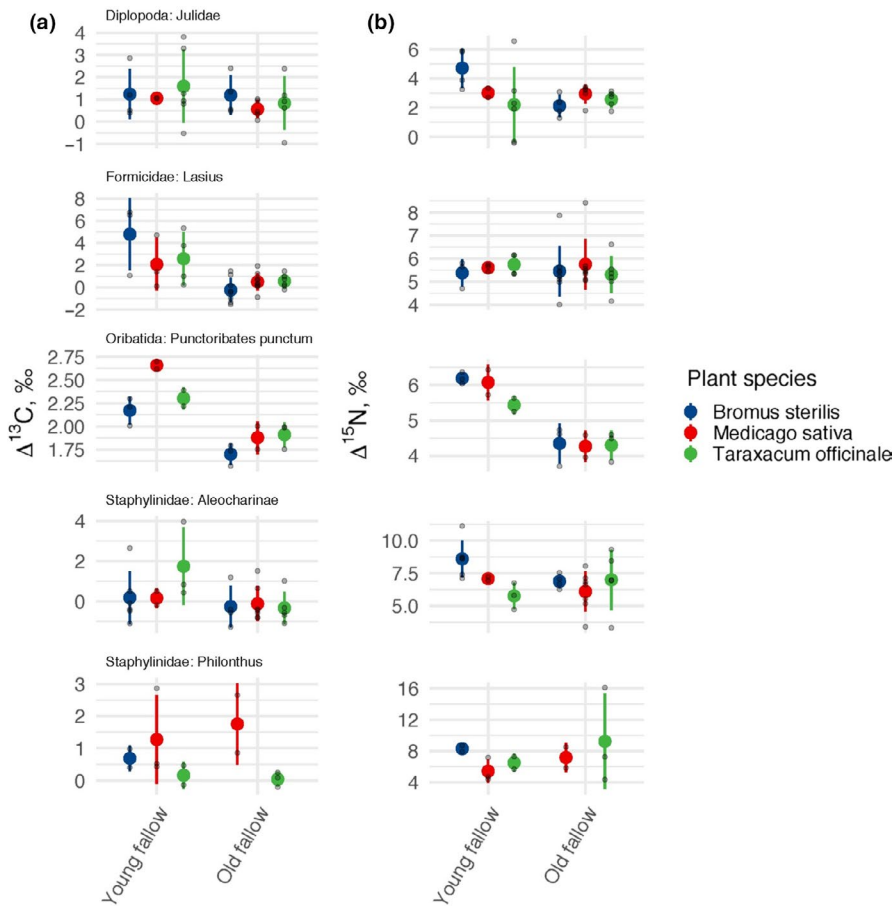 (a)
(b)
Diplopoda: Julidae
4
3
2
1
0
−1
6
4
2
0
Formicidae: Lasius
8
6
4
2
0
−2
8
7
6
5
4
Oribatida: Punctoribates punctum
2.75
2.50
2.25
2.00
1.75
6
5
4
Δ13C, ‰
Δ15N, ‰
Plant species
Bromus sterilis
Medicago sativa
Taraxacum officinale
Staphylinidae: Aleocharinae
4
2
0
10.0
7.5
5.0
Staphylinidae: Philonthus
3
2
1
0
16
12
8
4
Young fallow
Old fallow
Young fallow
Old fallow